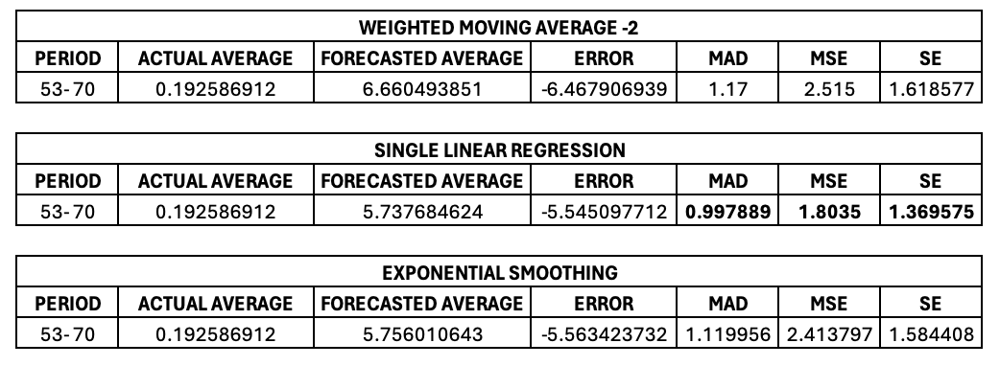 WEIGHTED MOVING AVERAGE -2
PERIOD ACTUAL AVERAGE FORECASTED AVERAGE ERROR MAD MSE SE
53-70 0.192586912 6.660493851 -6.467906939 1.17 2.515 1.618577
SINGLE LINEAR REGRESSION
PERIOD ACTUAL AVERAGE FORECASTED AVERAGE ERROR MAD MSE SE
53-70 0.192586912 5.737684624 -5.545097712 0.997889 1.8035 1.369575
EXPONENTIAL SMOOTHING
PERIOD ACTUAL AVERAGE FORECASTED AVERAGE ERROR MAD MSE SE
53-70 0.192586912 5.756010643 -5.563423732 1.119956 2.413797 1.584408